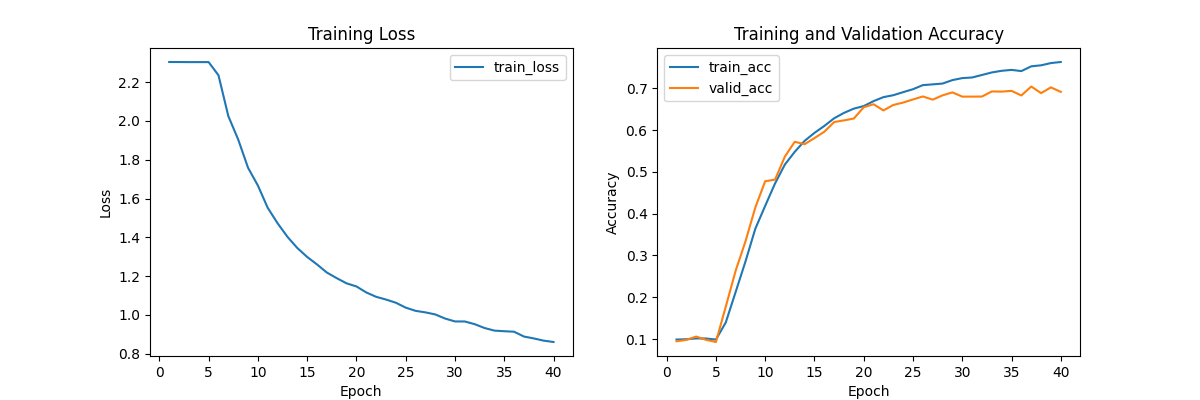 Training Loss
train_loss
2.2
2.0
1.8
1.6
1.4
1.2
1.0
0.8
Loss
0 5 10 15 20 25 30 35 40
Epoch
Training and Validation Accuracy
train_acc
valid_acc
0.7
0.6
0.5
0.4
0.3
0.2
0.1
Accuracy
0 5 10 15 20 25 30 35 40
Epoch